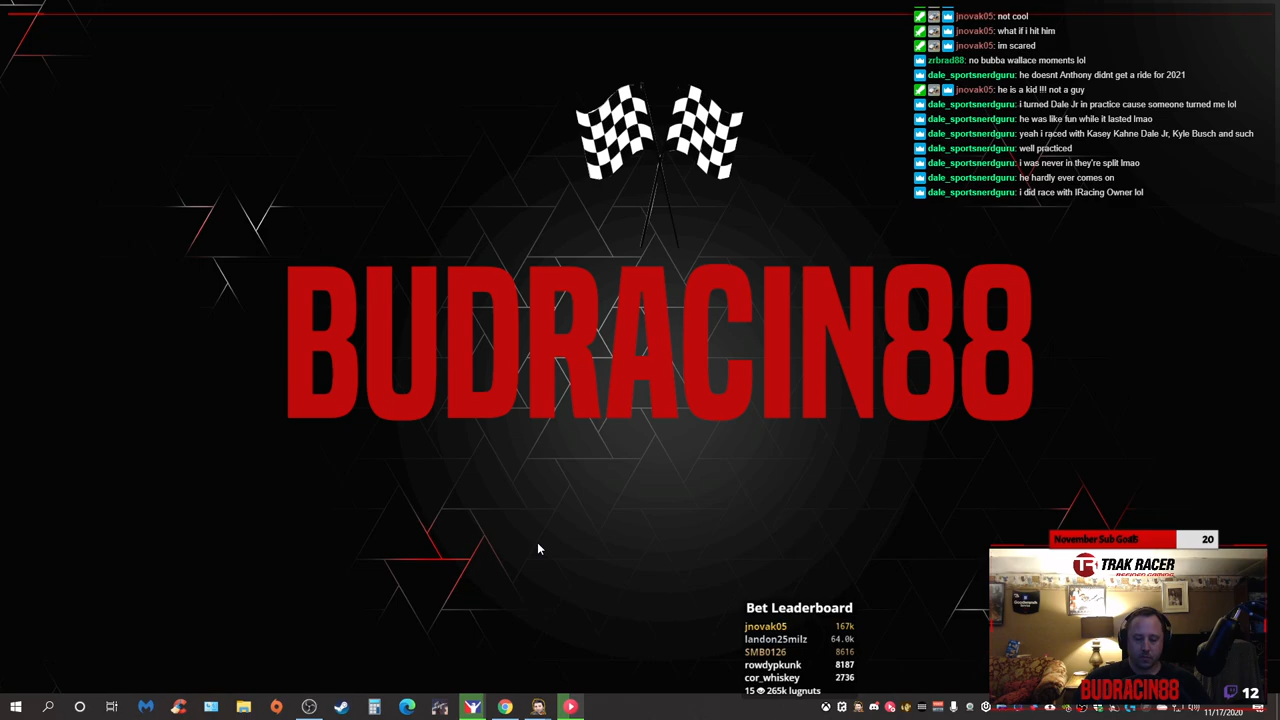 jnovak05: not cool
jnovak05: what if i hit him
jnovak05: im scared
zrbrad88: no bubba wallace moments lol
dale_sportsnerdguru: he doesnt Anthony didnt get a ride for 2021
jnovak05: he is a kid !!! not a guy
dale_sportsnerdguru: i turned Dale Jr in practice cause someone turned me lol
dale_sportsnerdguru: he was like fun while it lasted lmao
dale_sportsnerdguru: yeah i raced with Kasey Kahne Dale Jr, Kyle Busch and such
dale_sportsnerdguru: well practiced
dale_sportsnerdguru: i was never in they're split lmao
dale_sportsnerdguru: he hardly ever comes on
dale_sportsnerdguru: i did race with IRacing Owner lol
BUDRACIN88
November Sub Goals 20
TRAK RACER
REFINED GAMING
Bet Leaderboard
jnovak05 167k
landon25milz 64.0k
SMB0126 8616
rowdypkunk 8187
cor_whiskey 2736
15 265k lugnuts
BUDRACIN88
12
11/17/2020